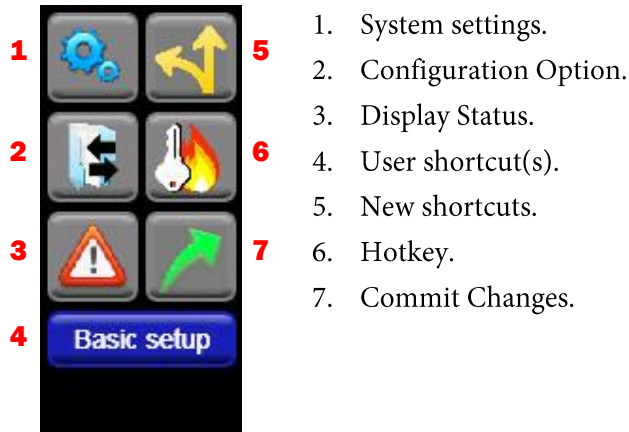 1
5
2
6
3
7
4
Basic setup
1. System settings.
2. Configuration Option.
3. Display Status.
4. User shortcut(s).
5. New shortcuts.
6. Hotkey.
7. Commit Changes.